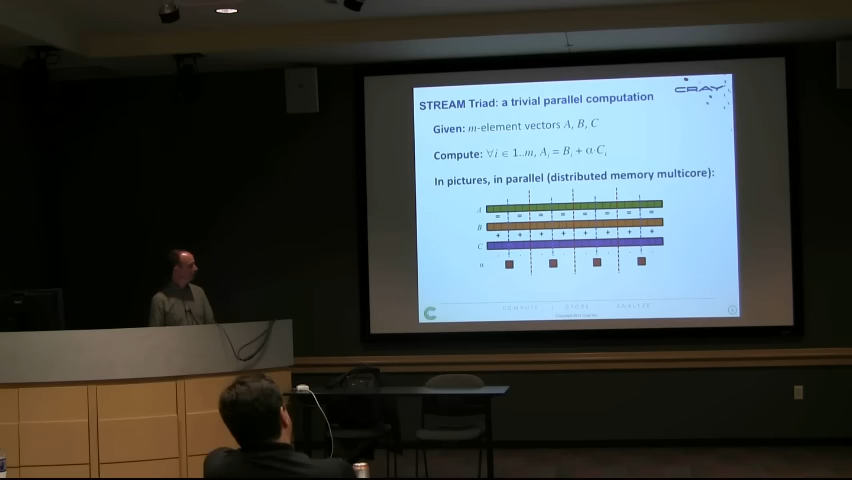 CRAY
STREAM Triad: a trivial parallel computation
Given: m-element vectors A, B, C
Compute: ∀i ∈ 1..m, Aᵢ = Bᵢ + α·Cᵢ
In pictures, in parallel (distributed memory multicore):
A
= = = = = = = =
B
+ + + + + + + +
C
α
COMPUTE | STORE | ANALYZE